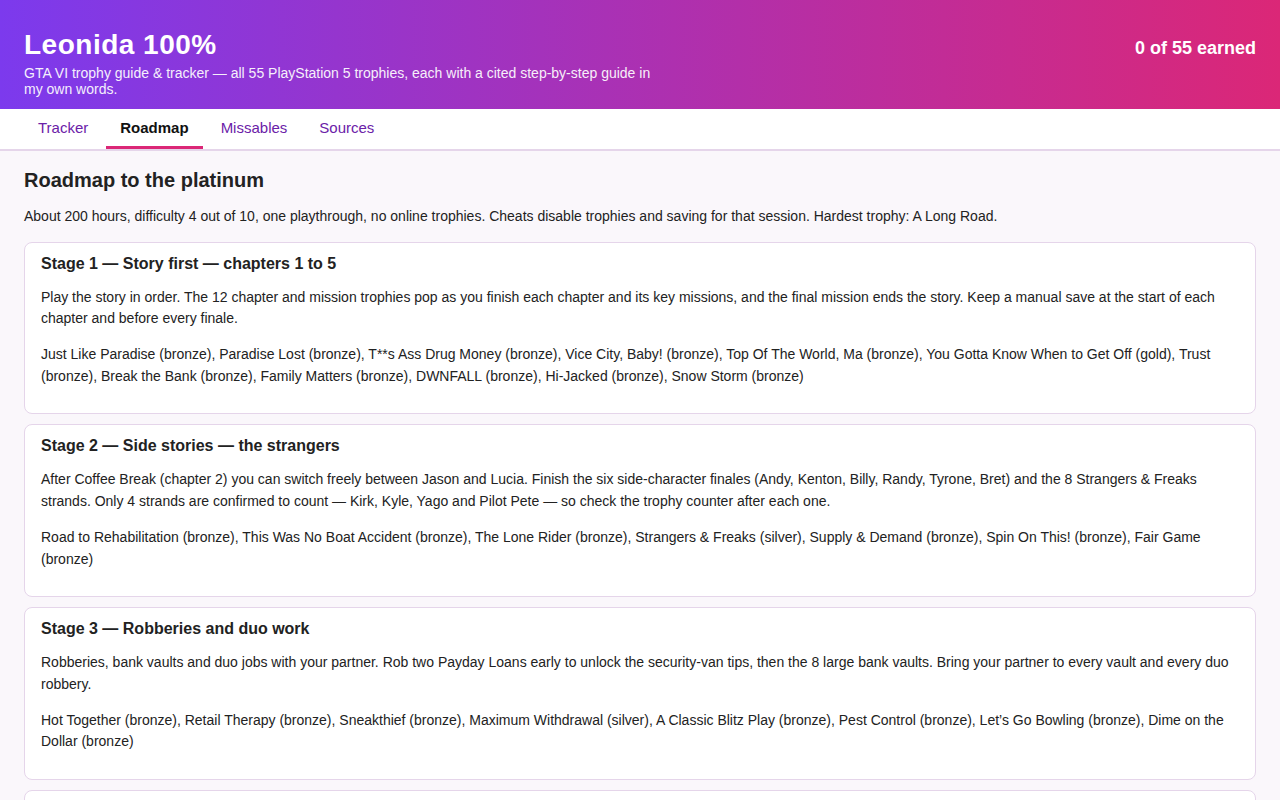 Leonida 100%
0 of 55 earned
GTA VI trophy guide & tracker — all 55 PlayStation 5 trophies, each with a cited step-by-step guide in
my own words.
Tracker Roadmap Missables Sources
Roadmap to the platinum
About 200 hours, difficulty 4 out of 10, one playthrough, no online trophies. Cheats disable trophies and saving for that session. Hardest trophy: A Long Road.
Stage 1 — Story first — chapters 1 to 5
Play the story in order. The 12 chapter and mission trophies pop as you finish each chapter and its key missions, and the final mission ends the story. Keep a manual save at the start of each
chapter and before every finale.
Just Like Paradise (bronze), Paradise Lost (bronze), T**s Ass Drug Money (bronze), Vice City, Baby! (bronze), Top Of The World, Ma (bronze), You Gotta Know When to Get Off (gold), Trust
(bronze), Break the Bank (bronze), Family Matters (bronze), DWNFALL (bronze), Hi-Jacked (bronze), Snow Storm (bronze)
Stage 2 — Side stories — the strangers
After Coffee Break (chapter 2) you can switch freely between Jason and Lucia. Finish the six side-character finales (Andy, Kenton, Billy, Randy, Tyrone, Bret) and the 8 Strangers & Freaks
strands. Only 4 strands are confirmed to count — Kirk, Kyle, Yago and Pilot Pete — so check the trophy counter after each one.
Road to Rehabilitation (bronze), This Was No Boat Accident (bronze), The Lone Rider (bronze), Strangers & Freaks (silver), Supply & Demand (bronze), Spin On This! (bronze), Fair Game
(bronze)
Stage 3 — Robberies and duo work
Robberies, bank vaults and duo jobs with your partner. Rob two Payday Loans early to unlock the security-van tips, then the 8 large bank vaults. Bring your partner to every vault and every duo
robbery.
Hot Together (bronze), Retail Therapy (bronze), Sneakthief (bronze), Maximum Withdrawal (silver), A Classic Blitz Play (bronze), Pest Control (bronze), Let's Go Bowling (bronze), Dime on the
Dollar (bronze)